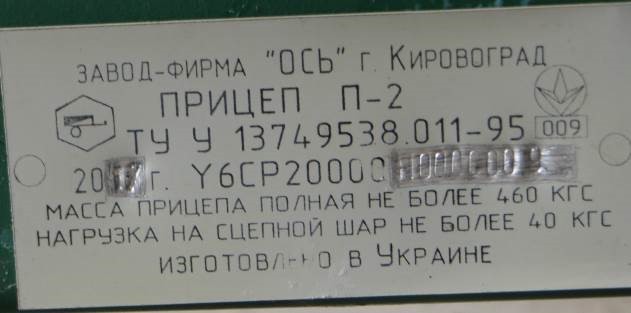 ЗАВОД-ФИРМА "ОСЬ" г. КИРОВОГРАД
ПРИЦЕП П-2
ТУ У 13749538.011-95 009
г.
МАССА ПРИЦЕПА ПОЛНАЯ НЕ БОЛЕЕ 460 КГС
НАГРУЗКА НА СЦЕПНОЙ ШАР НЕ БОЛЕЕ 40 КГС
ИЗГОТОВЛЕНО В УКРАИНЕ